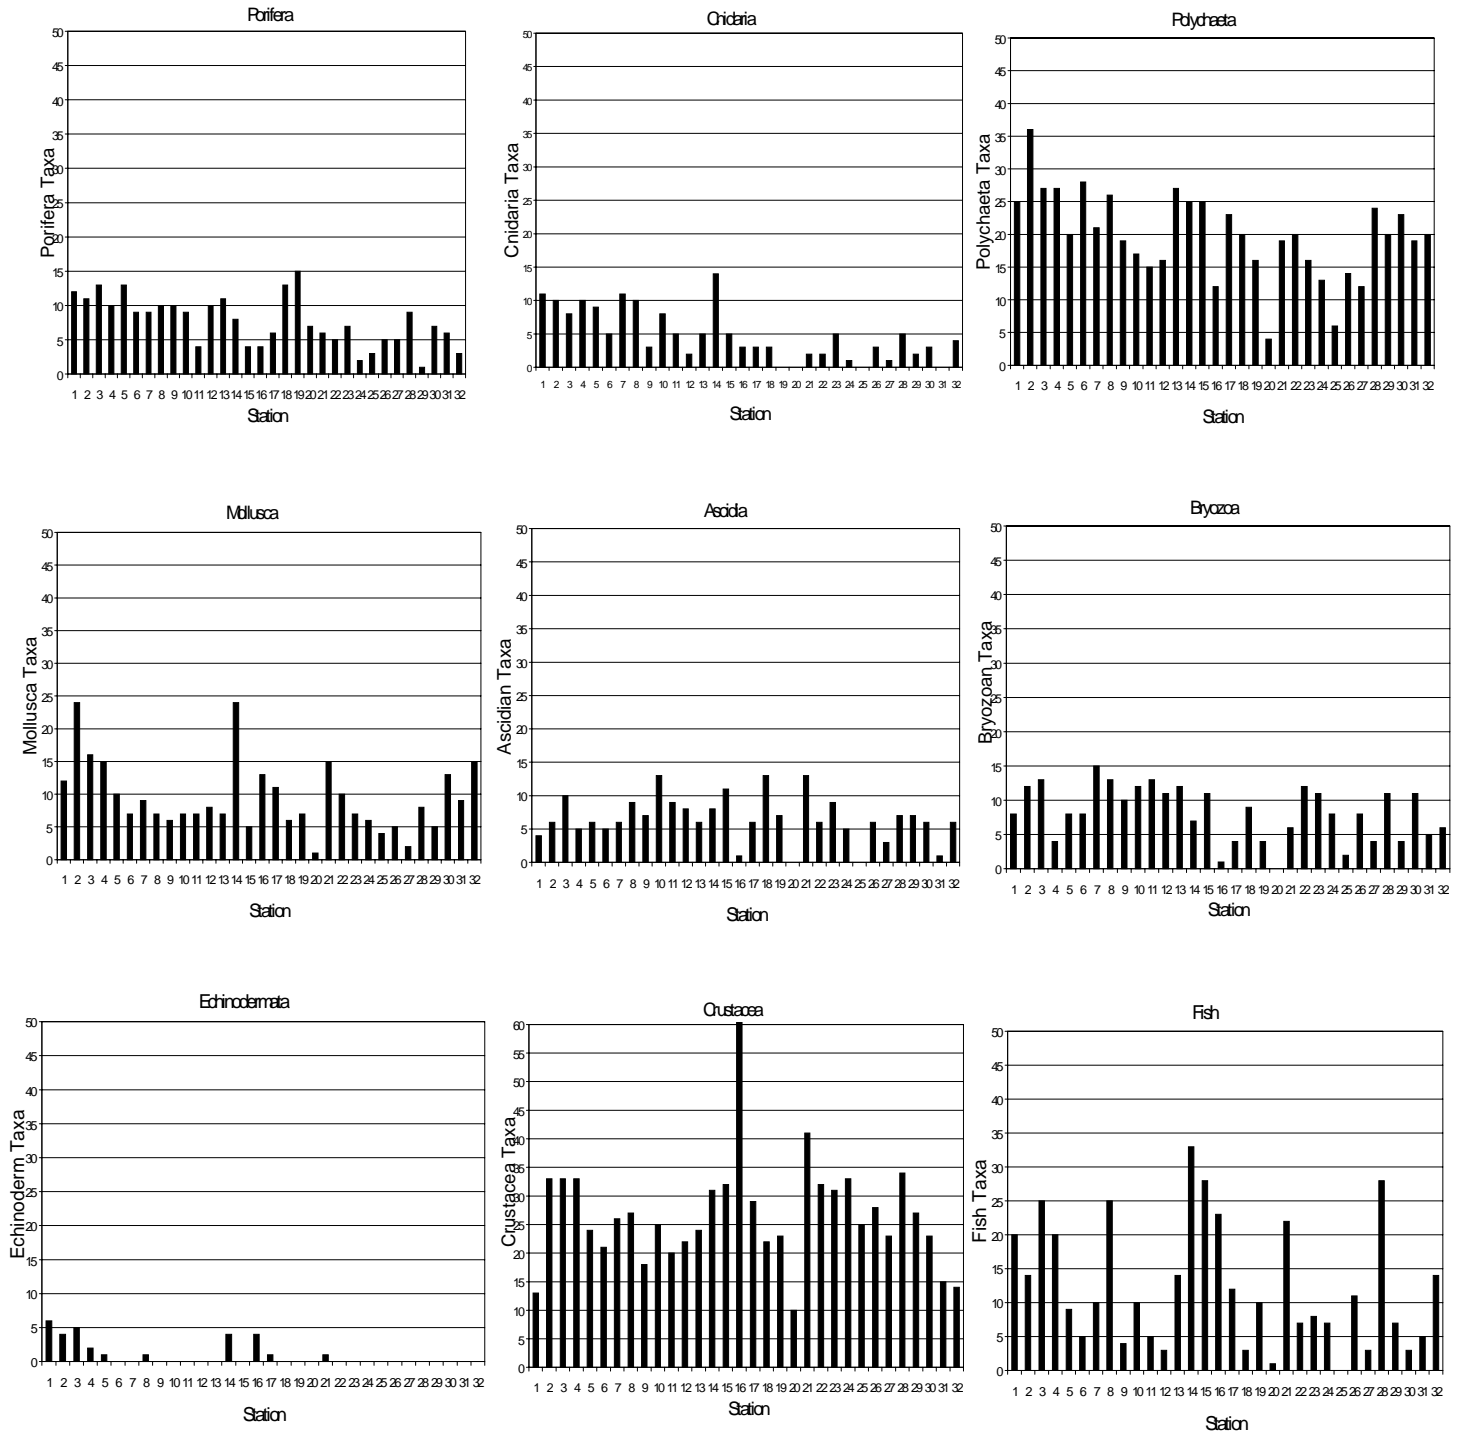 Porifera
50
45
40
35
30
25
20
15
10
5
0
Porifera Taxa
1 2 3 4 5 6 7 8 9 10 11 12 13 14 15 16 17 18 19 20 21 22 23 24 25 26 27 28 29 30 31 32
Station
Cnidaria
50
45
40
35
30
25
20
15
10
5
0
Cnidaria Taxa
1 2 3 4 5 6 7 8 9 10 11 12 13 14 15 16 17 18 19 20 21 22 23 24 25 26 27 28 29 30 31 32
Station
Polychaeta
50
45
40
35
30
25
20
15
10
5
0
Polychaeta Taxa
1 2 3 4 5 6 7 8 9 10 11 12 13 14 15 16 17 18 19 20 21 22 23 24 25 26 27 28 29 30 31 32
Station
Mollusca
50
45
40
35
30
25
20
15
10
5
0
Mollusca Taxa
1 2 3 4 5 6 7 8 9 10 11 12 13 14 15 16 17 18 19 20 21 22 23 24 25 26 27 28 29 30 31 32
Station
Ascidia
50
45
40
35
30
25
20
15
10
5
0
Ascidian Taxa
1 2 3 4 5 6 7 8 9 10 11 12 13 14 15 16 17 18 19 20 21 22 23 24 25 26 27 28 29 30 31 32
Station
Bryozoa
50
45
40
35
30
25
20
15
10
5
0
Bryozoan Taxa
1 2 3 4 5 6 7 8 9 10 11 12 13 14 15 16 17 18 19 20 21 22 23 24 25 26 27 28 29 30 31 32
Station
Echinodermata
50
45
40
35
30
25
20
15
10
5
0
Echinoderm Taxa
1 2 3 4 5 6 7 8 9 10 11 12 13 14 15 16 17 18 19 20 21 22 23 24 25 26 27 28 29 30 31 32
Station
Crustacea
60
55
50
45
40
35
30
25
20
15
10
5
0
Crustacea Taxa
1 2 3 4 5 6 7 8 9 10 11 12 13 14 15 16 17 18 19 20 21 22 23 24 25 26 27 28 29 30 31 32
Station
Fish
50
45
40
35
30
25
20
15
10
5
0
Fish Taxa
1 2 3 4 5 6 7 8 9 10 11 12 13 14 15 16 17 18 19 20 21 22 23 24 25 26 27 28 29 30 31 32
Station